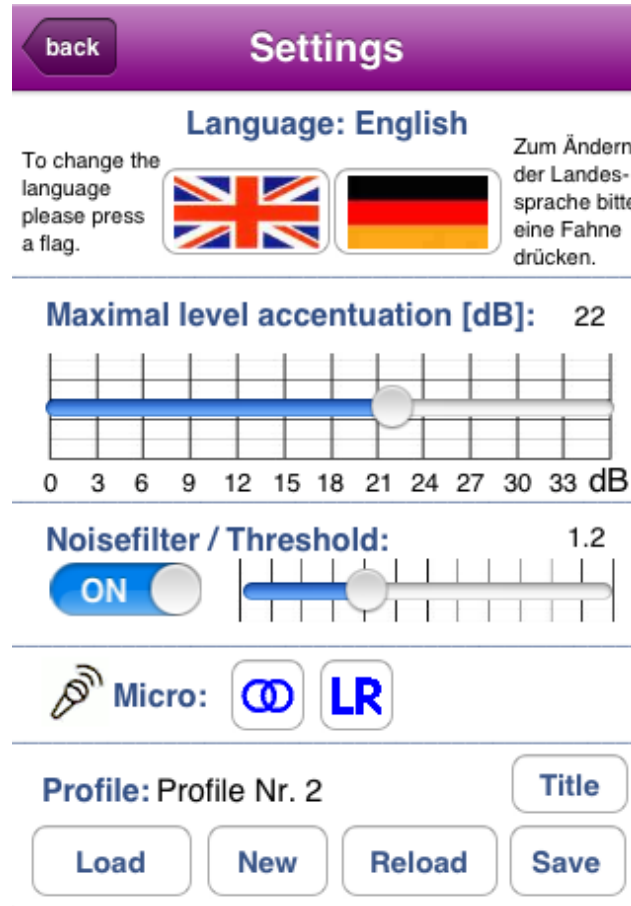 back
Settings
Language: English
To change the
language
please press
a flag.
Zum Ändern
der Landes-
sprache bitte
eine Fahne
drücken.
Maximal level accentuation [dB]: 22
0 3 6 9 12 15 18 21 24 27 30 33 dB
Noisefilter / Threshold: 1.2
ON
Micro: LR
Profile: Profile Nr. 2 Title
Load New Reload Save